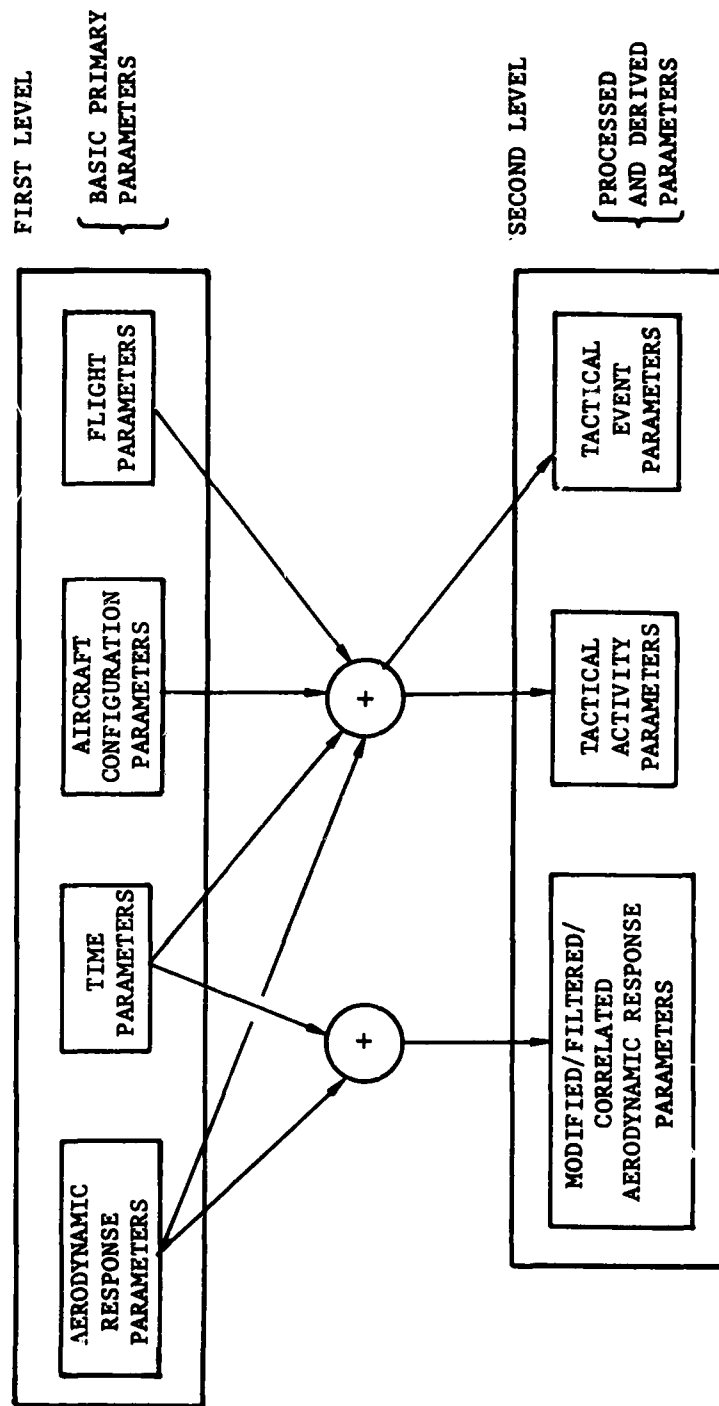 FIRST LEVEL
BASIC PRIMARY
PARAMETERS
AERODYNAMIC
RESPONSE
PARAMETERS
TIME
PARAMETERS
AIRCRAFT
CONFIGURATION
PARAMETERS
FLIGHT
PARAMETERS
+
+
SECOND LEVEL
PROCESSED
AND DERIVED
PARAMETERS
MODIFIED/FILTERED/
CORRELATED
AERODYNAMIC RESPONSE
PARAMETERS
TACTICAL
ACTIVITY
PARAMETERS
TACTICAL
EVENT
PARAMETERS